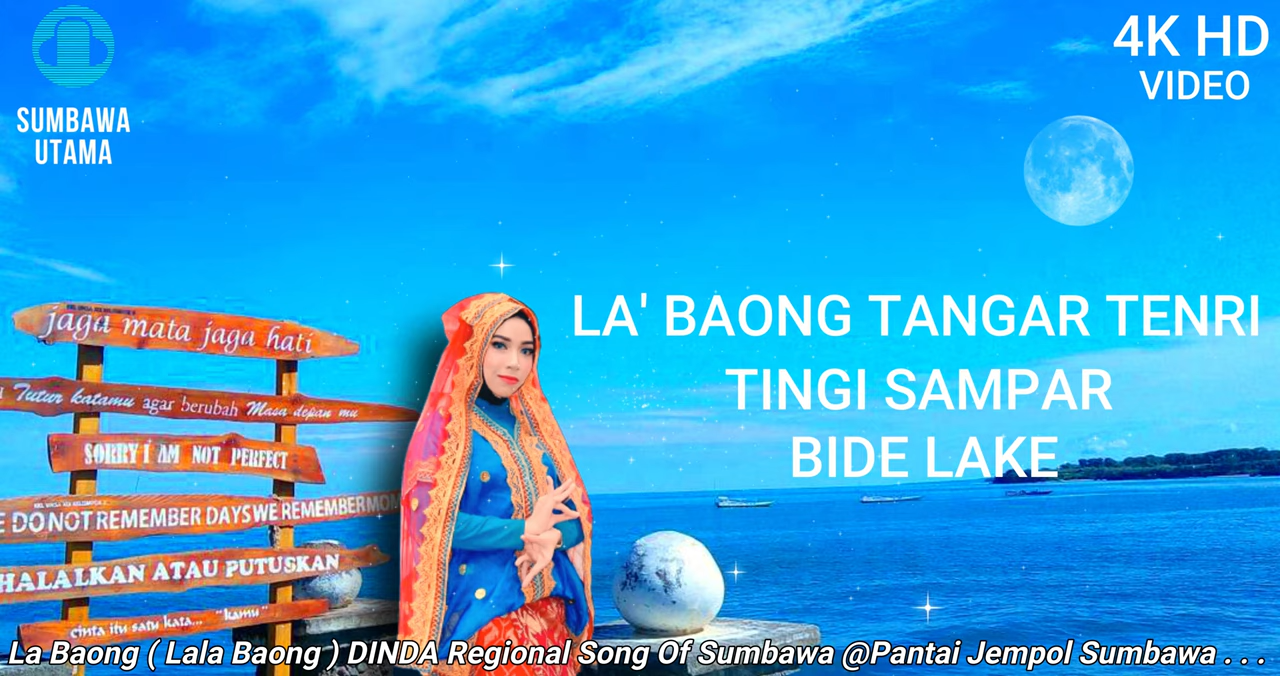 SUMBAWA
UTAMA
4K HD
VIDEO
LA' BAONG TANGAR TENRI
TINGI SAMPAR
BIDE LAKE
jaga mata jaga hati
Tutur katamu agar berubah Masa depan mu
SORRY I AM NOT PERFECT
DO NOT REMEMBER DAYS WE REMEMBER
HALALKAN ATAU PUTUSKAN
cinta itu satu kata... "kamu"
La Baong ( Lala Baong ) DINDA Regional Song Of Sumbawa @Pantai Jempol Sumbawa . . .